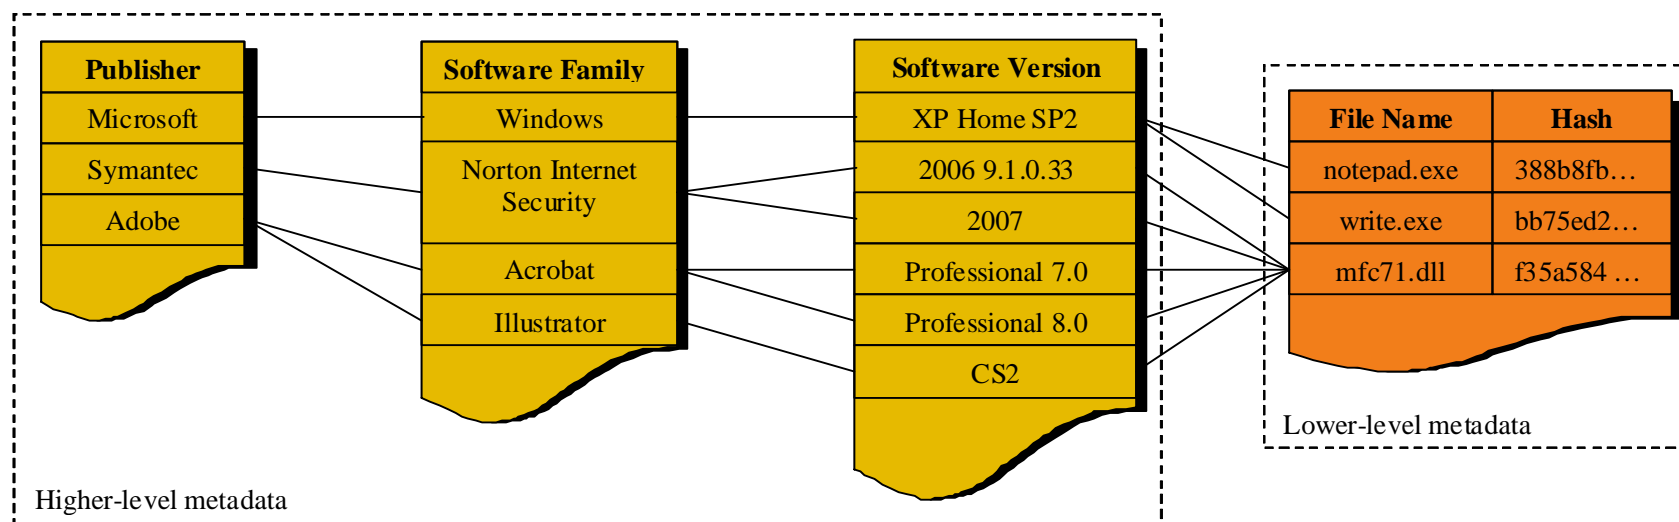 Publisher
Microsoft
Symantec
Adobe
Software Family
Windows
Norton Internet
Security
Acrobat
Illustrator
Software Version
XP Home SP2
2006 9.1.0.33
2007
Professional 7.0
Professional 8.0
CS2
File Name Hash
notepad.exe 388b8fb…
write.exe bb75ed2…
mfc71.dll f35a584 …
Lower-level metadata
Higher-level metadata